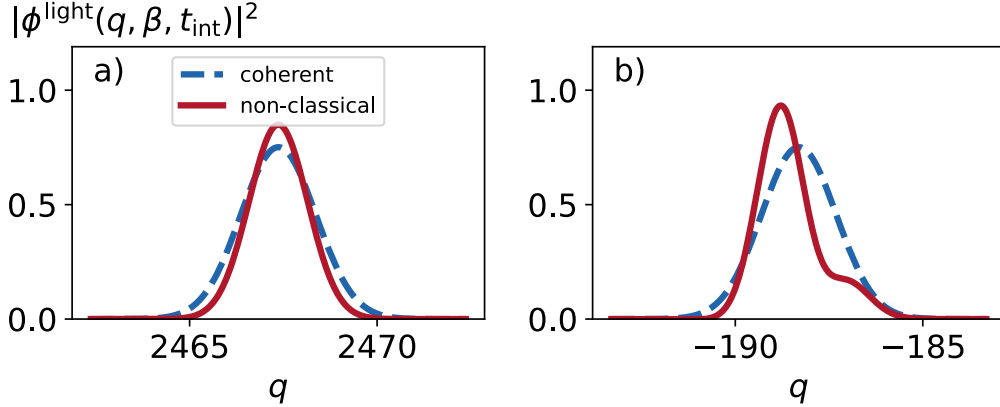 |ϕ^light(q, β, t_int)|²
a)
coherent
non-classical
1.0
0.5
0.0
2465 2470
q
b)
1.0
0.5
0.0
−190 −185
q